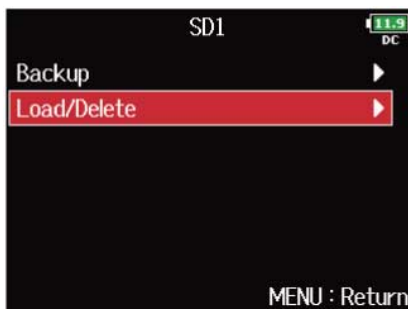 SD1
11.9
DC
Backup
Load/Delete
MENU : Return